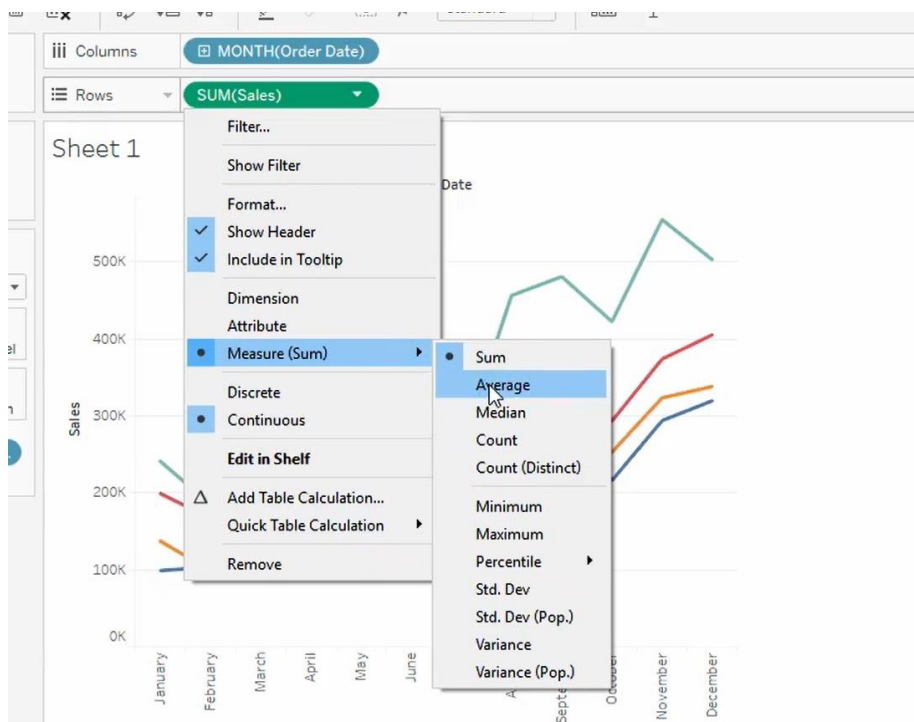 Columns
MONTH(Order Date)
Rows
SUM(Sales)
Sheet 1
Date
Filter...
Show Filter
Format...
Show Header
Include in Tooltip
Dimension
Attribute
Measure (Sum)
Discrete
Continuous
Edit in Shelf
Add Table Calculation...
Quick Table Calculation
Remove
Sum
Average
Median
Count
Count (Distinct)
Minimum
Maximum
Percentile
Std. Dev
Std. Dev (Pop.)
Variance
Variance (Pop.)
Sales
500K
400K
300K
200K
100K
0K
January
February
March
April
May
June
October
November
December